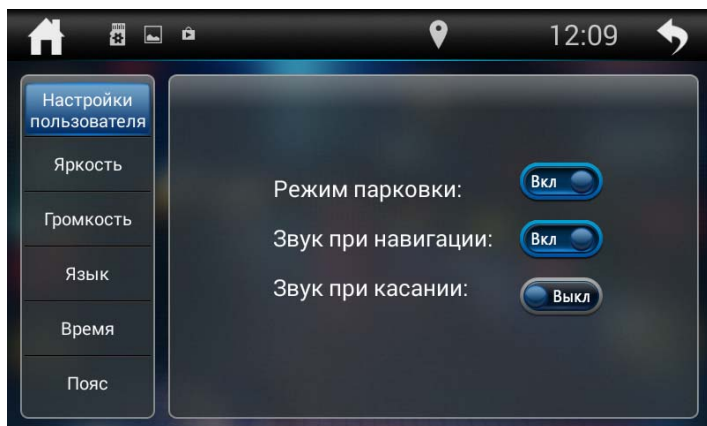 12:09
Настройки
пользователя
Яркость
Громкость
Язык
Время
Пояс
Режим парковки: Вкл
Звук при навигации: Вкл
Звук при касании: Выкл